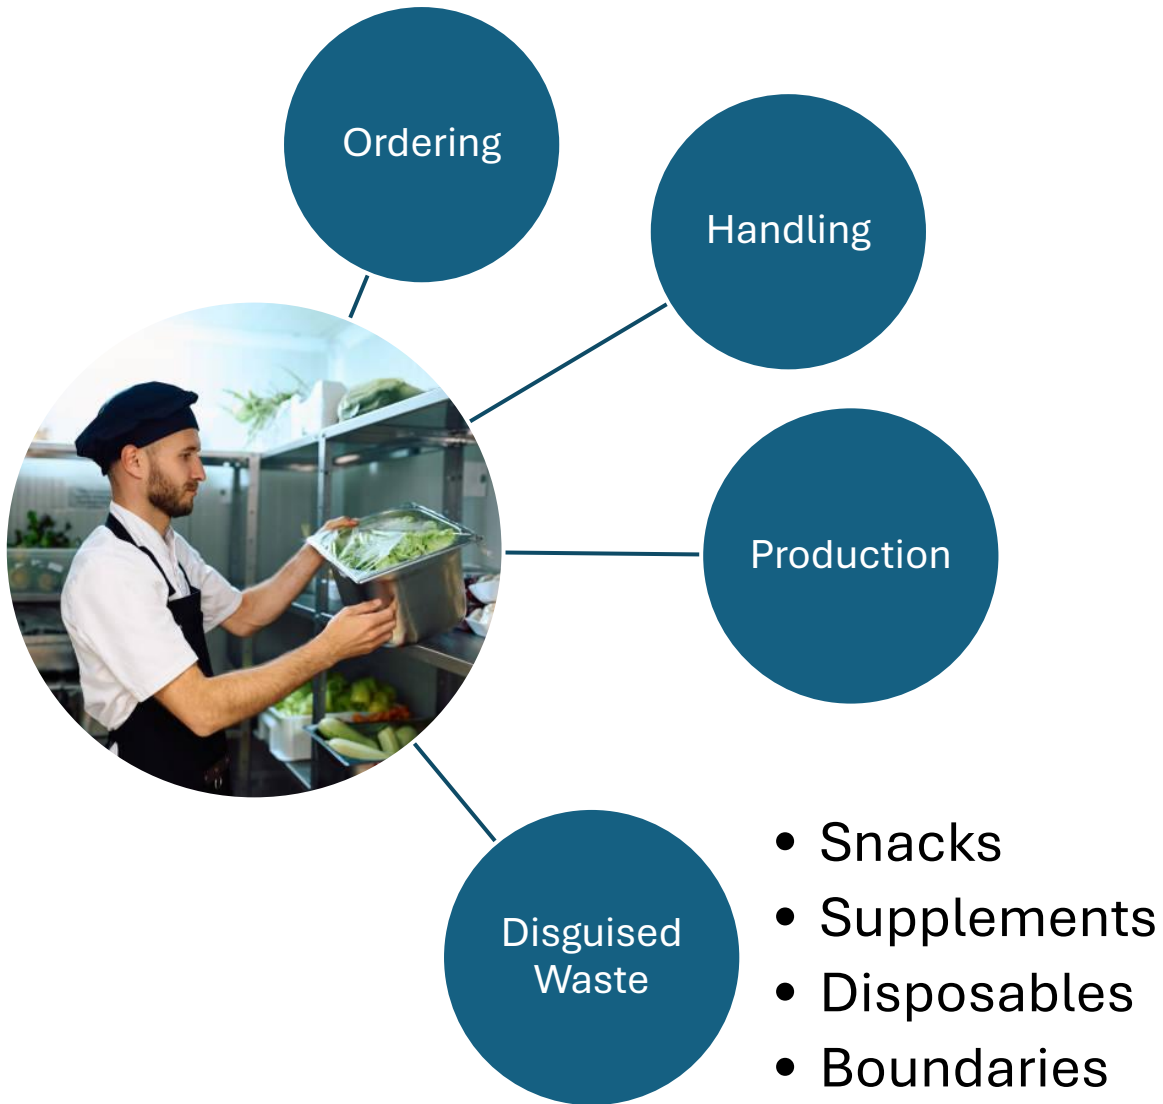 Ordering
Handling
Production
Disguised
Waste
• Snacks
• Supplements
• Disposables
• Boundaries